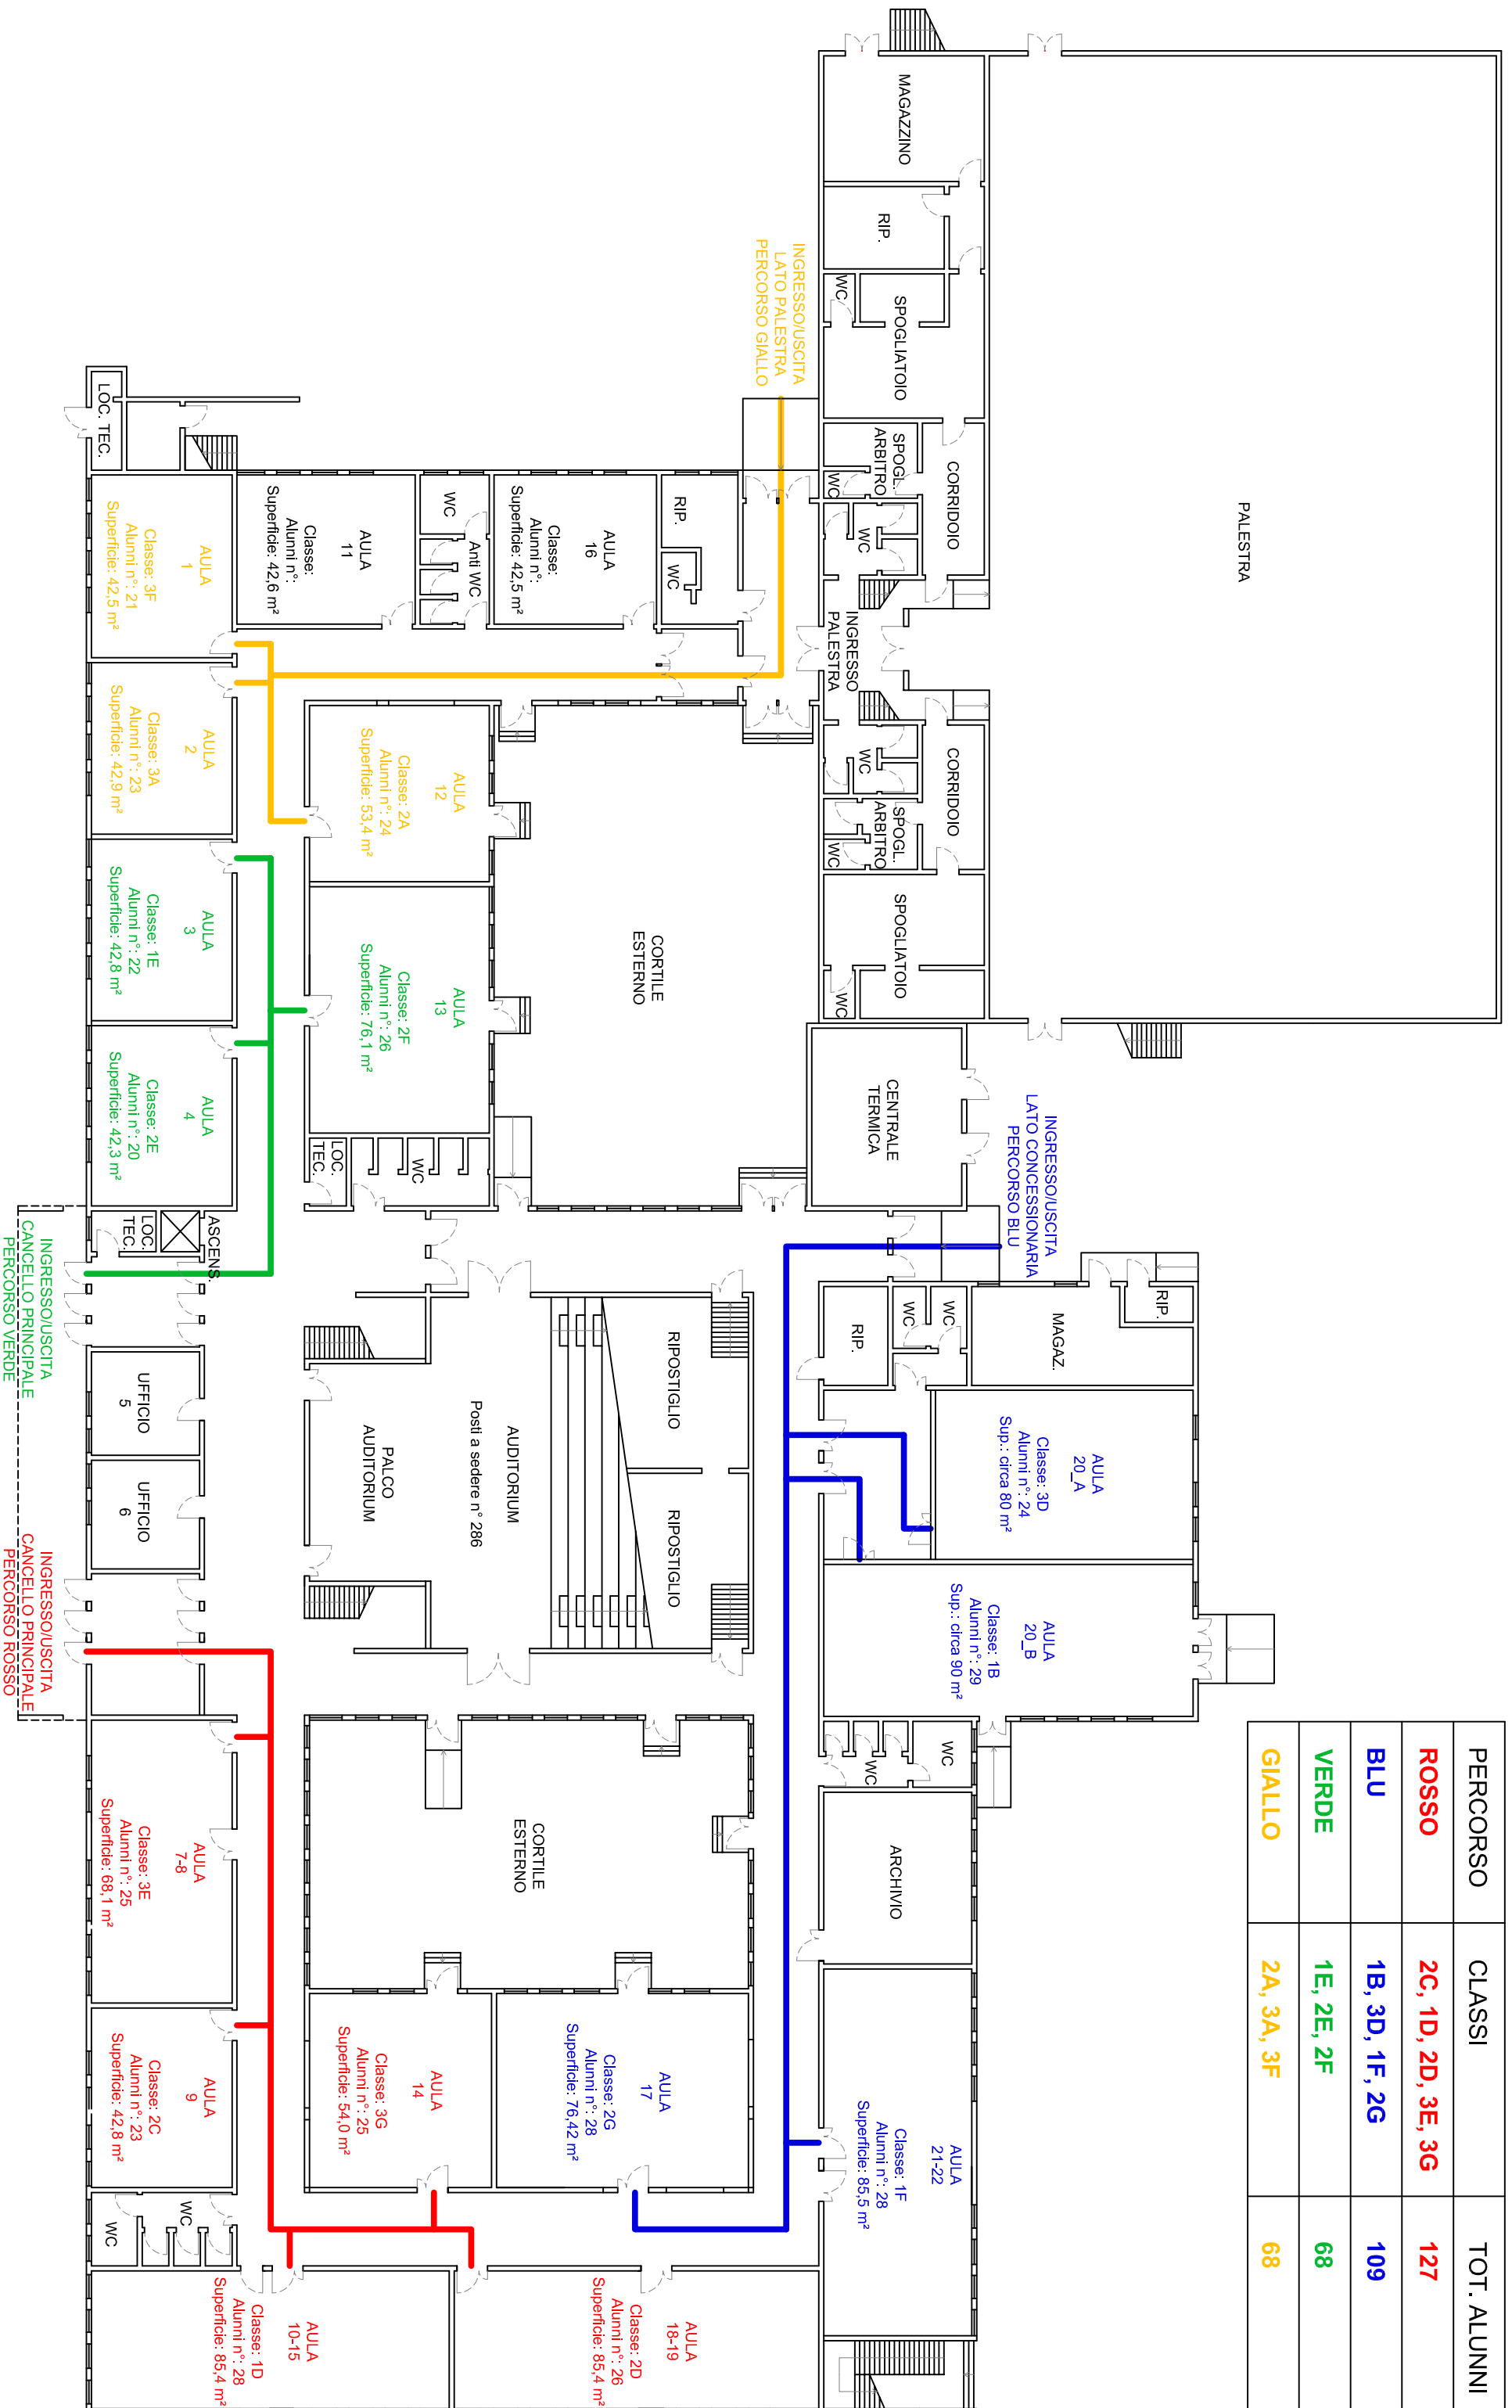 PALESTRA
MAGAZZINO
RIP.
WC
SPOGLIATOIO
SPOGL.
ARBITRO
WC
CORRIDOIO
WC
INGRESSO
PALESTRA
WC
CORRIDOIO
SPOGL.
ARBITRO
WC
SPOGLIATOIO
WC
CENTRALE
TERMICA
INGRESSO/USCITA
LATO PALESTRA
PERCORSO GIALLO
INGRESSO/USCITA
LATO CONCESSIONARIA
PERCORSO BLU
RIP.
MAGAZ.
WC
WC
RIP.
AULA
20_A
Classe: 3D
Alunni n°: 24
Sup.: circa 80 m²
AULA
20_B
Classe: 1B
Alunni n°: 29
Sup.: circa 90 m²
WC
WC
ARCHIVIO
AULA
21-22
Classe: 1F
Alunni n°: 28
Superficie: 85,5 m²
PERCORSO CLASSI TOT. ALUNNI
ROSSO 2C, 1D, 2D, 3E, 3G 127
BLU 1B, 3D, 1F, 2G 109
VERDE 1E, 2E, 2F 68
GIALLO 2A, 3A, 3F 68
RIP.
WC
AULA
16
Classe:
Alunni n°:
Superficie: 42,5 m²
WC
Anti WC
AULA
11
Classe:
Alunni n°:
Superficie: 42,6 m²
CORTILE
ESTERNO
AULA
12
Classe: 2A
Alunni n°: 24
Superficie: 53,4 m²
AULA
13
Classe: 2F
Alunni n°: 26
Superficie: 76,1 m²
WC
LOC.
TEC.
RIPOSTIGLIO
RIPOSTIGLIO
AUDITORIUM
Posti a sedere n° 286
PALCO
AUDITORIUM
CORTILE
ESTERNO
AULA
17
Classe: 2G
Alunni n°: 28
Superficie: 76,42 m²
AULA
14
Classe: 3G
Alunni n°: 25
Superficie: 54,0 m²
AULA
18-19
Classe: 2D
Alunni n°: 26
Superficie: 85,4 m²
AULA
10-15
Classe: 1D
Alunni n°: 28
Superficie: 85,4 m²
LOC. TEC.
AULA
1
Classe: 3F
Alunni n°: 21
Superficie: 42,5 m²
AULA
2
Classe: 3A
Alunni n°: 23
Superficie: 42,9 m²
AULA
3
Classe: 1E
Alunni n°: 22
Superficie: 42,8 m²
AULA
4
Classe: 2E
Alunni n°: 20
Superficie: 42,3 m²
ASCENS.
LOC.
TEC.
UFFICIO
5
UFFICIO
6
AULA
7-8
Classe: 3E
Alunni n°: 25
Superficie: 68,1 m²
AULA
9
Classe: 2C
Alunni n°: 23
Superficie: 42,8 m²
WC
WC
INGRESSO/USCITA
CANCELLO PRINCIPALE
PERCORSO VERDE
INGRESSO/USCITA
CANCELLO PRINCIPALE
PERCORSO ROSSO